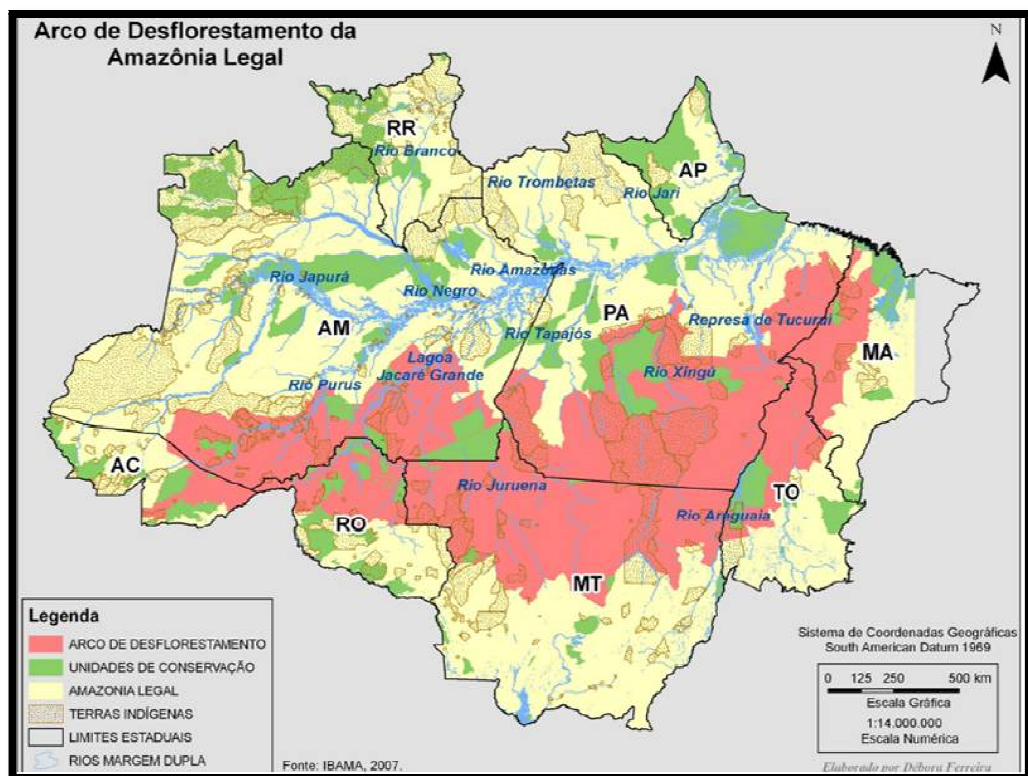 Arco de Desflorestamento da
Amazônia Legal
N
RR
Rio Branco
AP
Rio Trombetas
Rio Jari
Rio Japurá
Rio Amazonas
Rio Negro
AM
PA
Rio Tapajós
Represa de Tucuruí
MA
Lagoa
Jacaré Grande
Rio Purus
Rio Xingú
AC
Rio Juruena
TO
RO
Rio Araguaia
MT
Legenda
ARCO DE DESFLORESTAMENTO
UNIDADES DE CONSERVAÇÃO
AMAZONIA LEGAL
TERRAS INDÍGENAS
LIMITES ESTADUAIS
RIOS MARGEM DUPLA
Fonte: IBAMA, 2007.
Sistema de Coordenadas Geográficas
South American Datum 1969
0 125 250 500 km
Escala Gráfica
1:14.000.000
Escala Numérica
Elaborado por Débora Ferreira